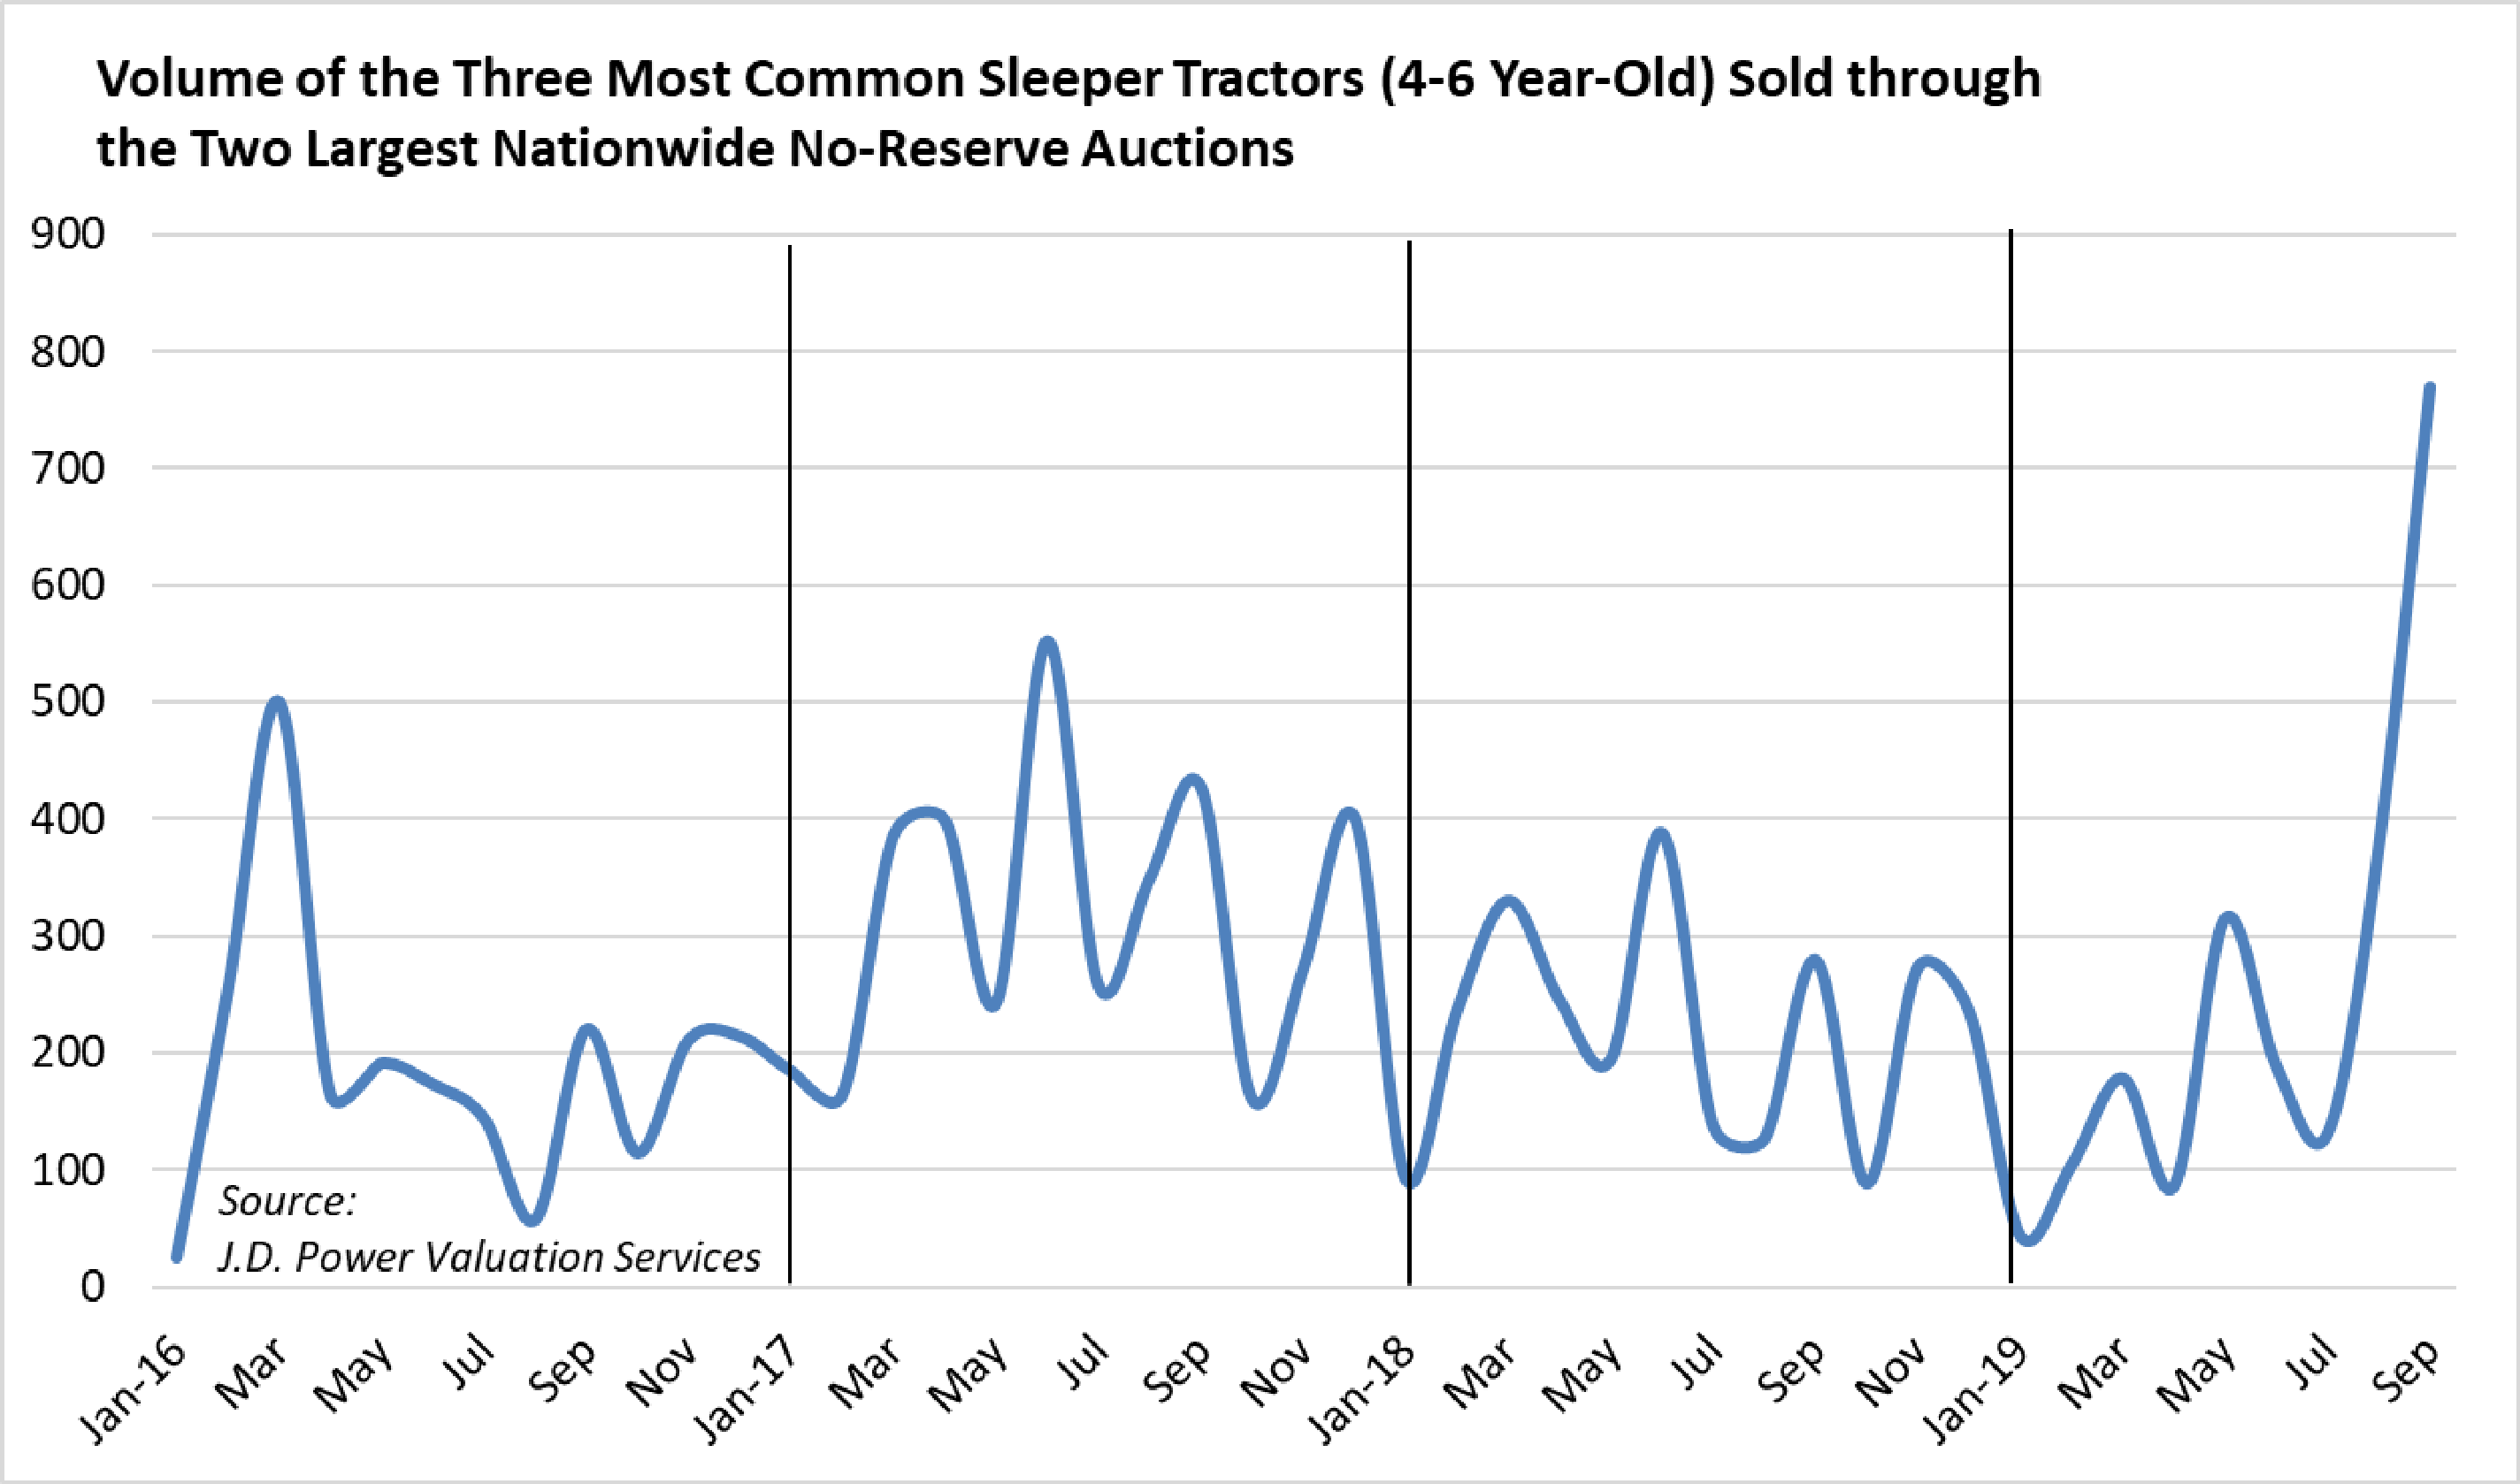 Volume of the Three Most Common Sleeper Tractors (4-6 Year-Old) Sold through
the Two Largest Nationwide No-Reserve Auctions
900
800
700
600
500
400
300
200
100
0
Source:
J.D. Power Valuation Services
Jan-16
Mar
May
Jul
Sep
Nov
Jan-17
Mar
May
Jul
Sep
Nov
Jan-18
Mar
May
Jul
Sep
Nov
Jan-19
Mar
May
Jul
Sep